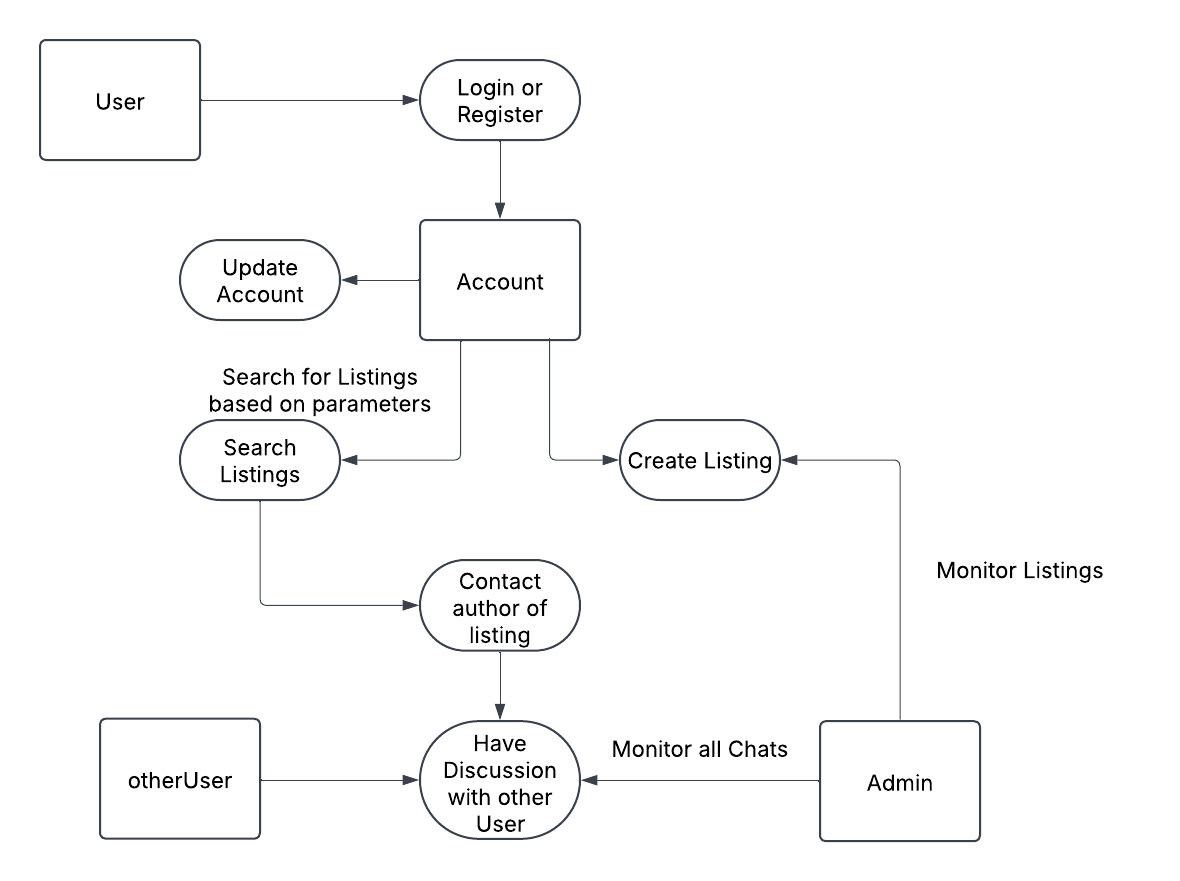 User
Login or
Register
Update
Account
Account
Search for Listings
based on parameters
Search
Listings
Create Listing
Monitor Listings
Contact
author of
listing
otherUser
Have
Discussion
with other
User
Monitor all Chats
Admin